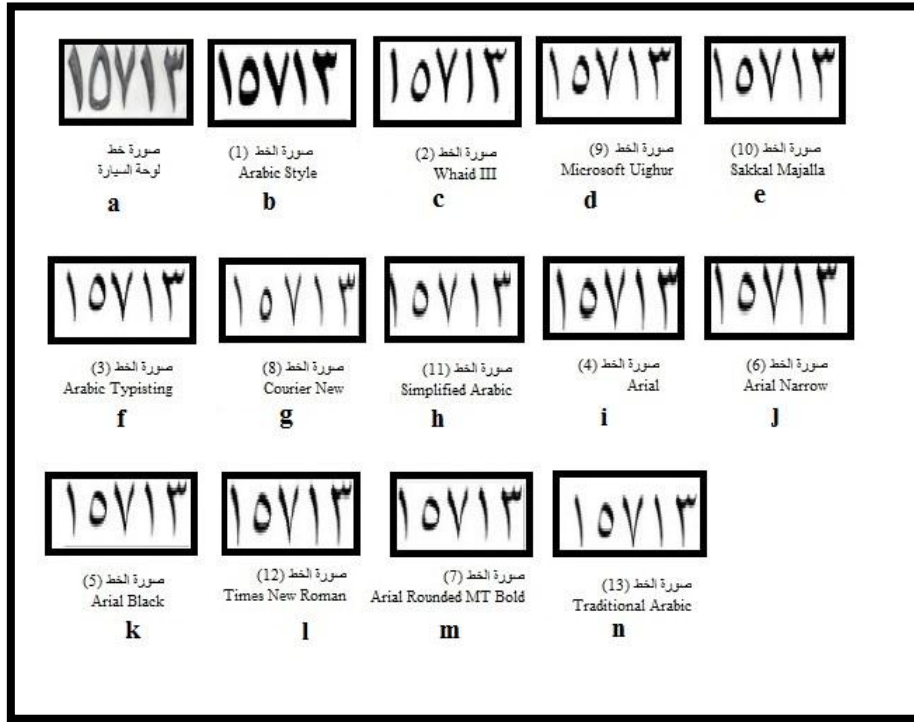 ١٥٧١٣
صورة خط
لوحة السيارة
a
١٥٧١٣
صورة الخط (1)
Arabic Style
b
١٥٧١٣
صورة الخط (2)
Whaid III
c
١٥٧١٣
صورة الخط (9)
Microsoft Uighur
d
١٥٧١٣
صورة الخط (10)
Sakkal Majalla
e
١٥٧١٣
صورة الخط (3)
Arabic Typisting
f
١٥٧١٣
صورة الخط (8)
Courier New
g
١٥٧١٣
صورة الخط (11)
Simplified Arabic
h
١٥٧١٣
صورة الخط (4)
Arial
i
١٥٧١٣
صورة الخط (6)
Arial Narrow
J
١٥٧١٣
صورة الخط (5)
Arial Black
k
١٥٧١٣
صورة الخط (12)
Times New Roman
l
١٥٧١٣
صورة الخط (7)
Arial Rounded MT Bold
m
١٥٧١٣
صورة الخط (13)
Traditional Arabic
n